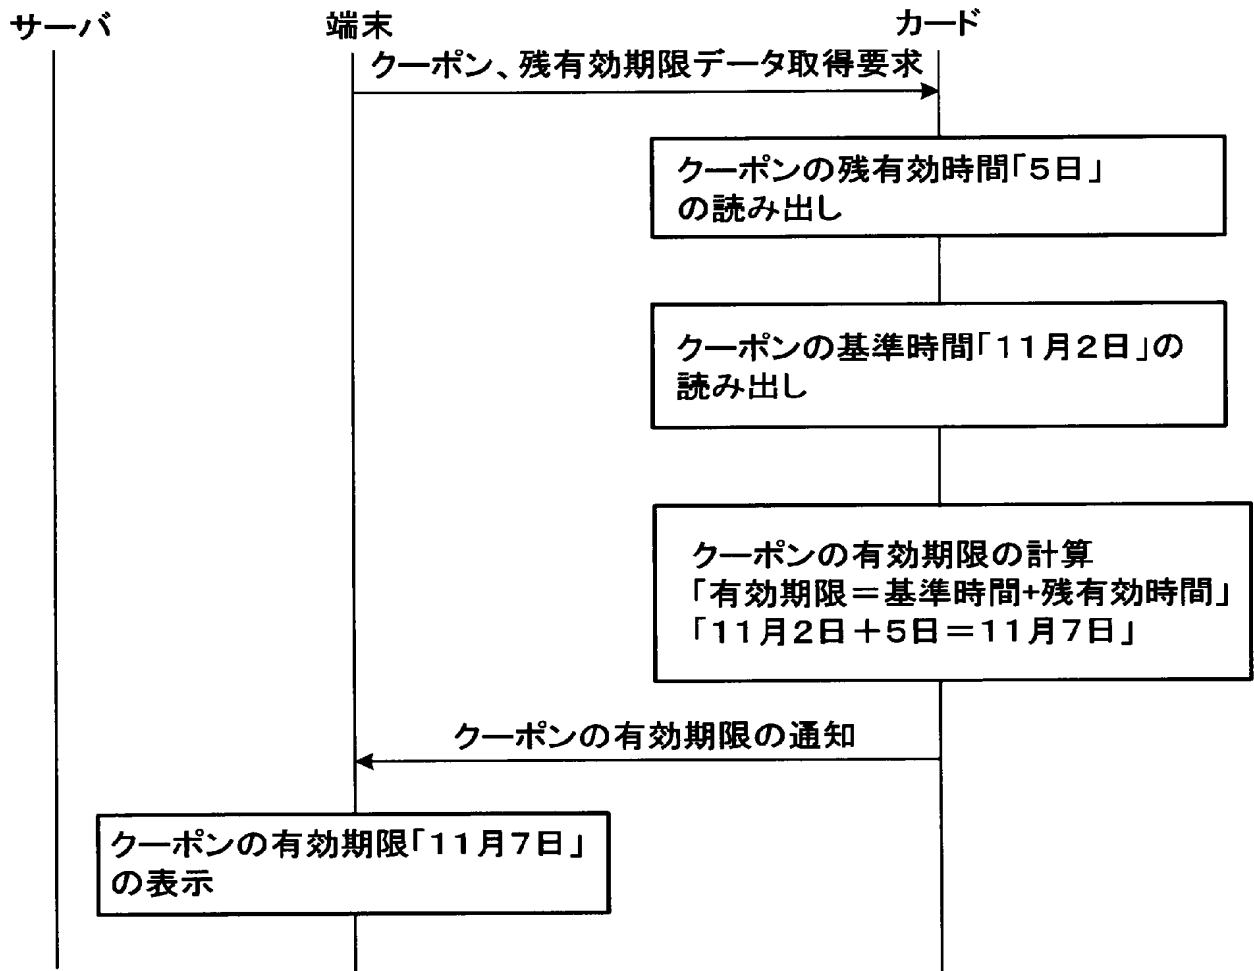 サーバ 端末 カード
クーポン、残有効期限データ取得要求
クーポンの残有効時間「5日」
の読み出し
クーポンの基準時間「11月2日」の
読み出し
クーポンの有効期限の計算
「有効期限=基準時間+残有効時間」
「11月2日+5日=11月7日」
クーポンの有効期限の通知
クーポンの有効期限「11月7日」
の表示